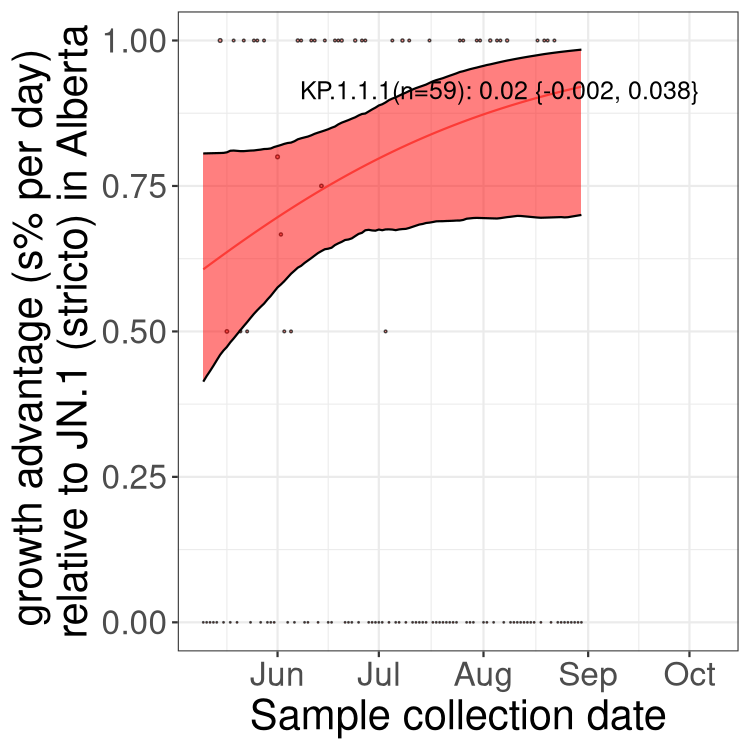 growth advantage (s% per day)
relative to JN.1 (stricto) in Alberta
1.00
0.75
0.50
0.25
0.00
KP.1.1.1(n=59): 0.02 {-0.002, 0.038}
Jun Jul Aug Sep Oct
Sample collection date